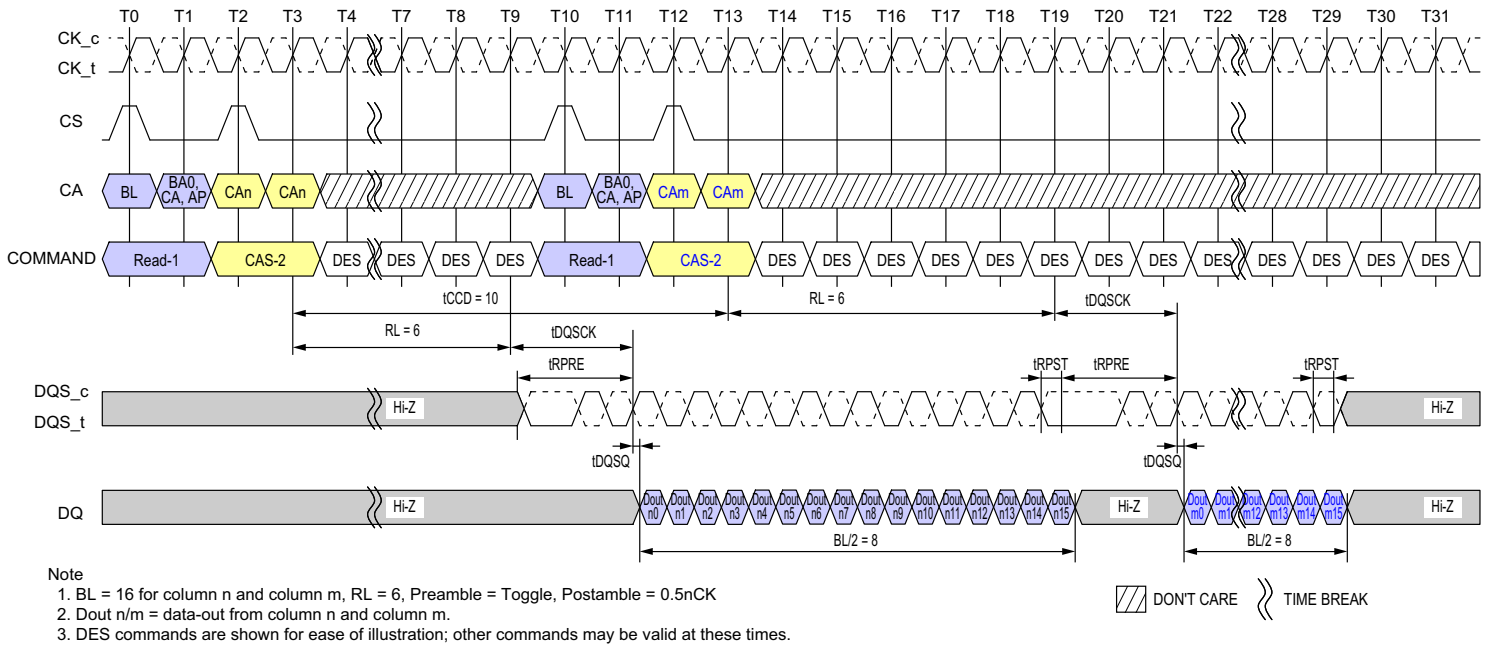 T0 T1 T2 T3 T4 T7 T8 T9 T10 T11 T12 T13 T14 T15 T16 T17 T18 T19 T20 T21 T22 T28 T29 T30 T31
CK_c
CK_t
CS
CA BL BA0, CA, AP CAn CAn BL BA0, CA, AP CAm CAm
COMMAND Read-1 CAS-2 DES DES DES DES Read-1 CAS-2 DES DES DES DES DES DES DES DES DES DES DES DES DES
tCCD = 10 RL = 6 tDQSCK
RL = 6 tDQSCK
tRPRE tRPST tRPRE tRPST
DQS_c
DQS_t Hi-Z Hi-Z
tDQSQ tDQSQ
DQ Hi-Z Dout n0 Dout n1 Dout n2 Dout n3 Dout n4 Dout n5 Dout n6 Dout n7 Dout n8 Dout n9 Dout n10 Dout n11 Dout n12 Dout n13 Dout n14 Dout n15 Hi-Z Dout m0 Dout m1 Dout m12 Dout m13 Dout m14 Dout m15 Hi-Z
BL/2 = 8 BL/2 = 8
Note
1. BL = 16 for column n and column m, RL = 6, Preamble = Toggle, Postamble = 0.5nCK
2. Dout n/m = data-out from column n and column m.
3. DES commands are shown for ease of illustration; other commands may be valid at these times.
DON'T CARE TIME BREAK